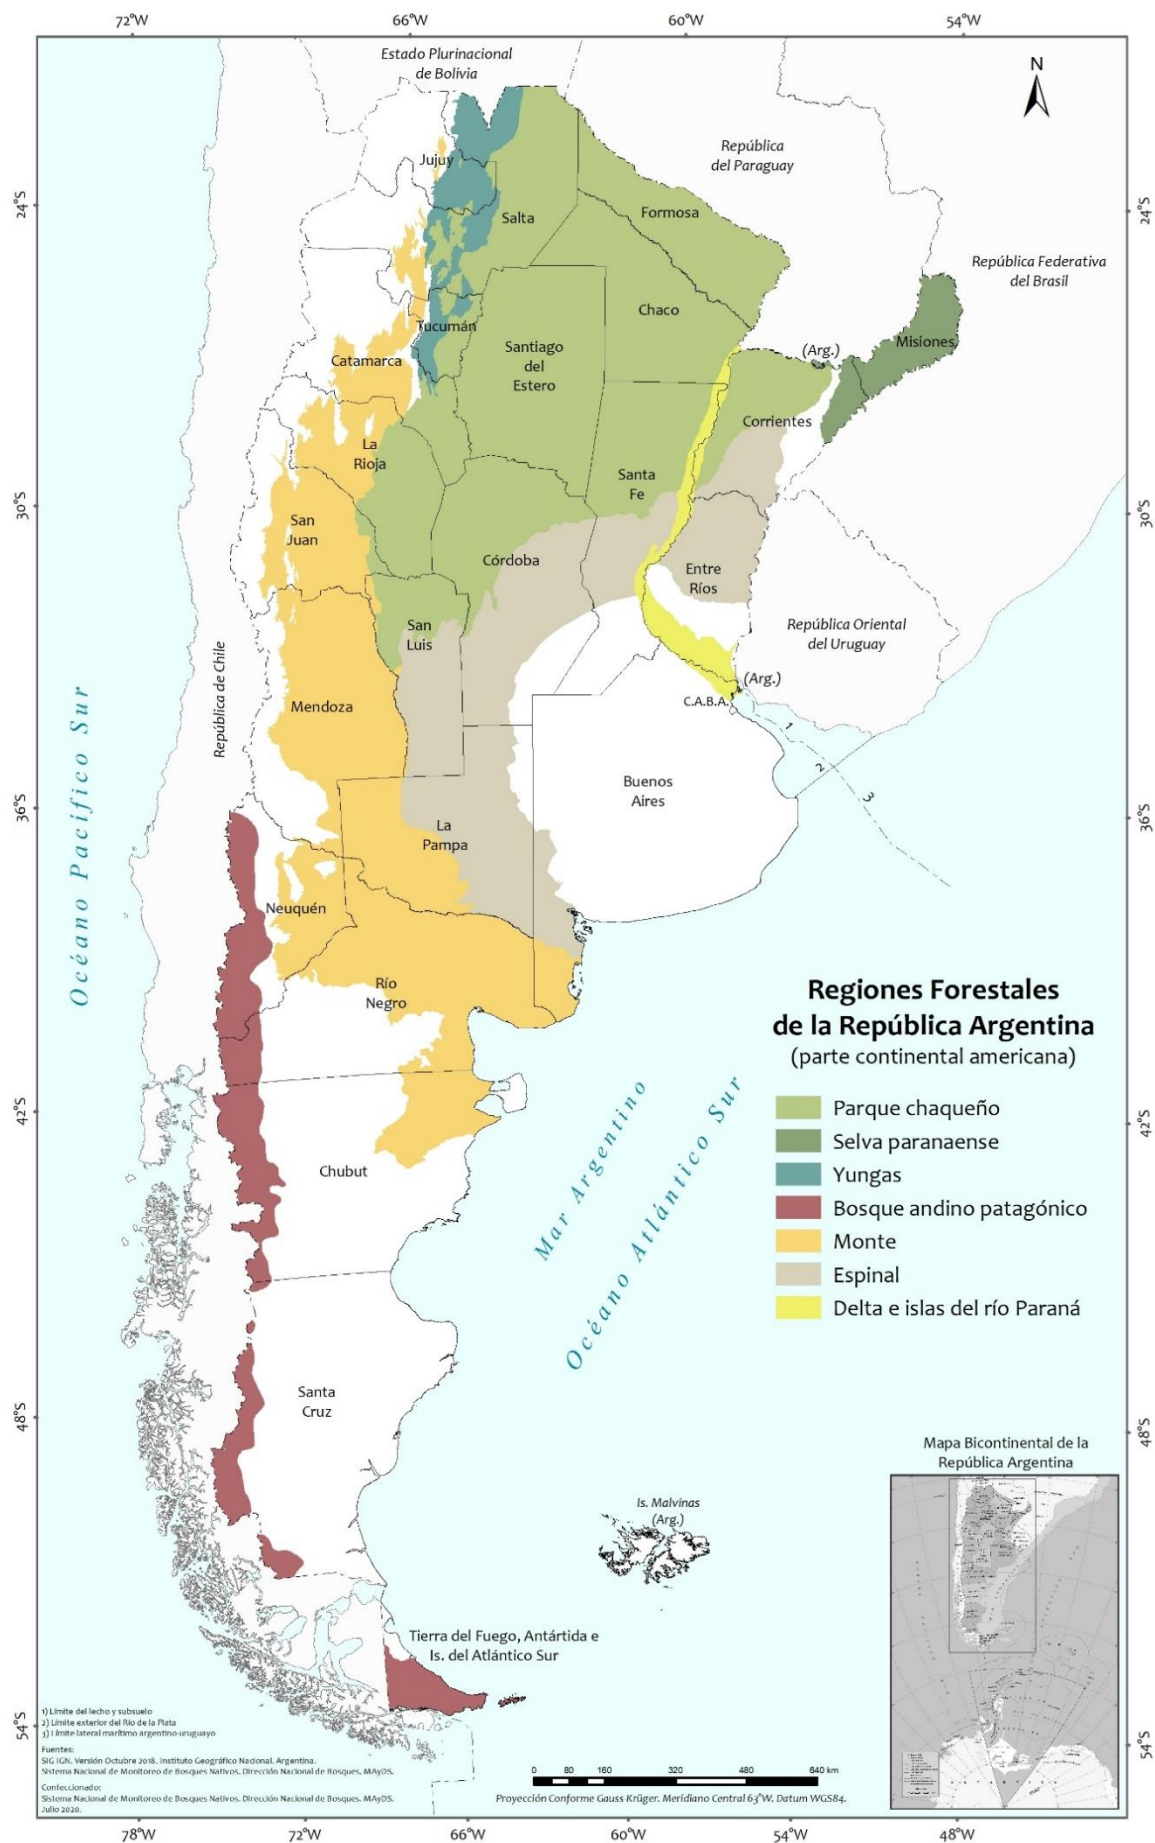 72°W
66°W
60°W
54°W
Estado Plurinacional
de Bolivia
N
República
del Paraguay
Jujuy
24°S
24°S
Salta
Formosa
República Federativa
del Brasil
Chaco
Tucumán
Misiones
(Arg.)
Santiago
del
Estero
Catamarca
Corrientes
La
Rioja
Santa
Fe
30°S
30°S
San
Juan
Córdoba
Entre
Ríos
San
Luis
República Oriental
del Uruguay
República de Chile
(Arg.)
C.A.B.A.
Mendoza
1
2
3
Océano Pacífico Sur
Buenos
Aires
36°S
36°S
La
Pampa
Neuquén
Río
Negro
Regiones Forestales
de la República Argentina
(parte continental americana)
Parque chaqueño
Selva paranaense
Yungas
Bosque andino patagónico
Monte
Espinal
Delta e islas del río Paraná
42°S
42°S
Chubut
Mar Argentino
Océano Atlántico Sur
Santa
Cruz
48°S
48°S
Mapa Bicontinental de la
República Argentina
Is. Malvinas
(Arg.)
Tierra del Fuego, Antártida e
Is. del Atlántico Sur
54°S
54°S
1) Límite del lecho y subsuelo
2) Límite exterior del Río de la Plata
3) Límite lateral marítimo argentino-uruguayo
Fuentes:
SIG IGN. Versión Octubre 2018. Instituto Geográfico Nacional. Argentina.
Sistema Nacional de Monitoreo de Bosques Nativos. Dirección Nacional de Bosques. MAyDS.
Confeccionado:
Sistema Nacional de Monitoreo de Bosques Nativos. Dirección Nacional de Bosques. MAyDS.
Julio 2020.
0 80 160 320 480 640 km
Proyección Conforme Gauss Krüger. Meridiano Central 63°W. Datum WGS84.
78°W
72°W
66°W
60°W
54°W
48°W